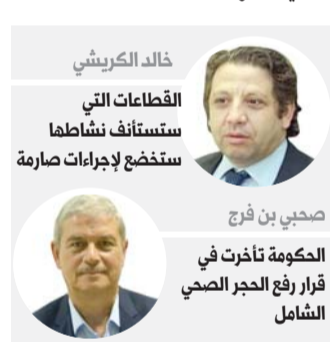 خالد الكريشي
القطاعات التي
ستستأنف نشاطها
ستخضع لإجراءات صارمة
صحبي بن فرج
الحكومة تأخرت في
قرار رفع الحجر الصحي
الشامل